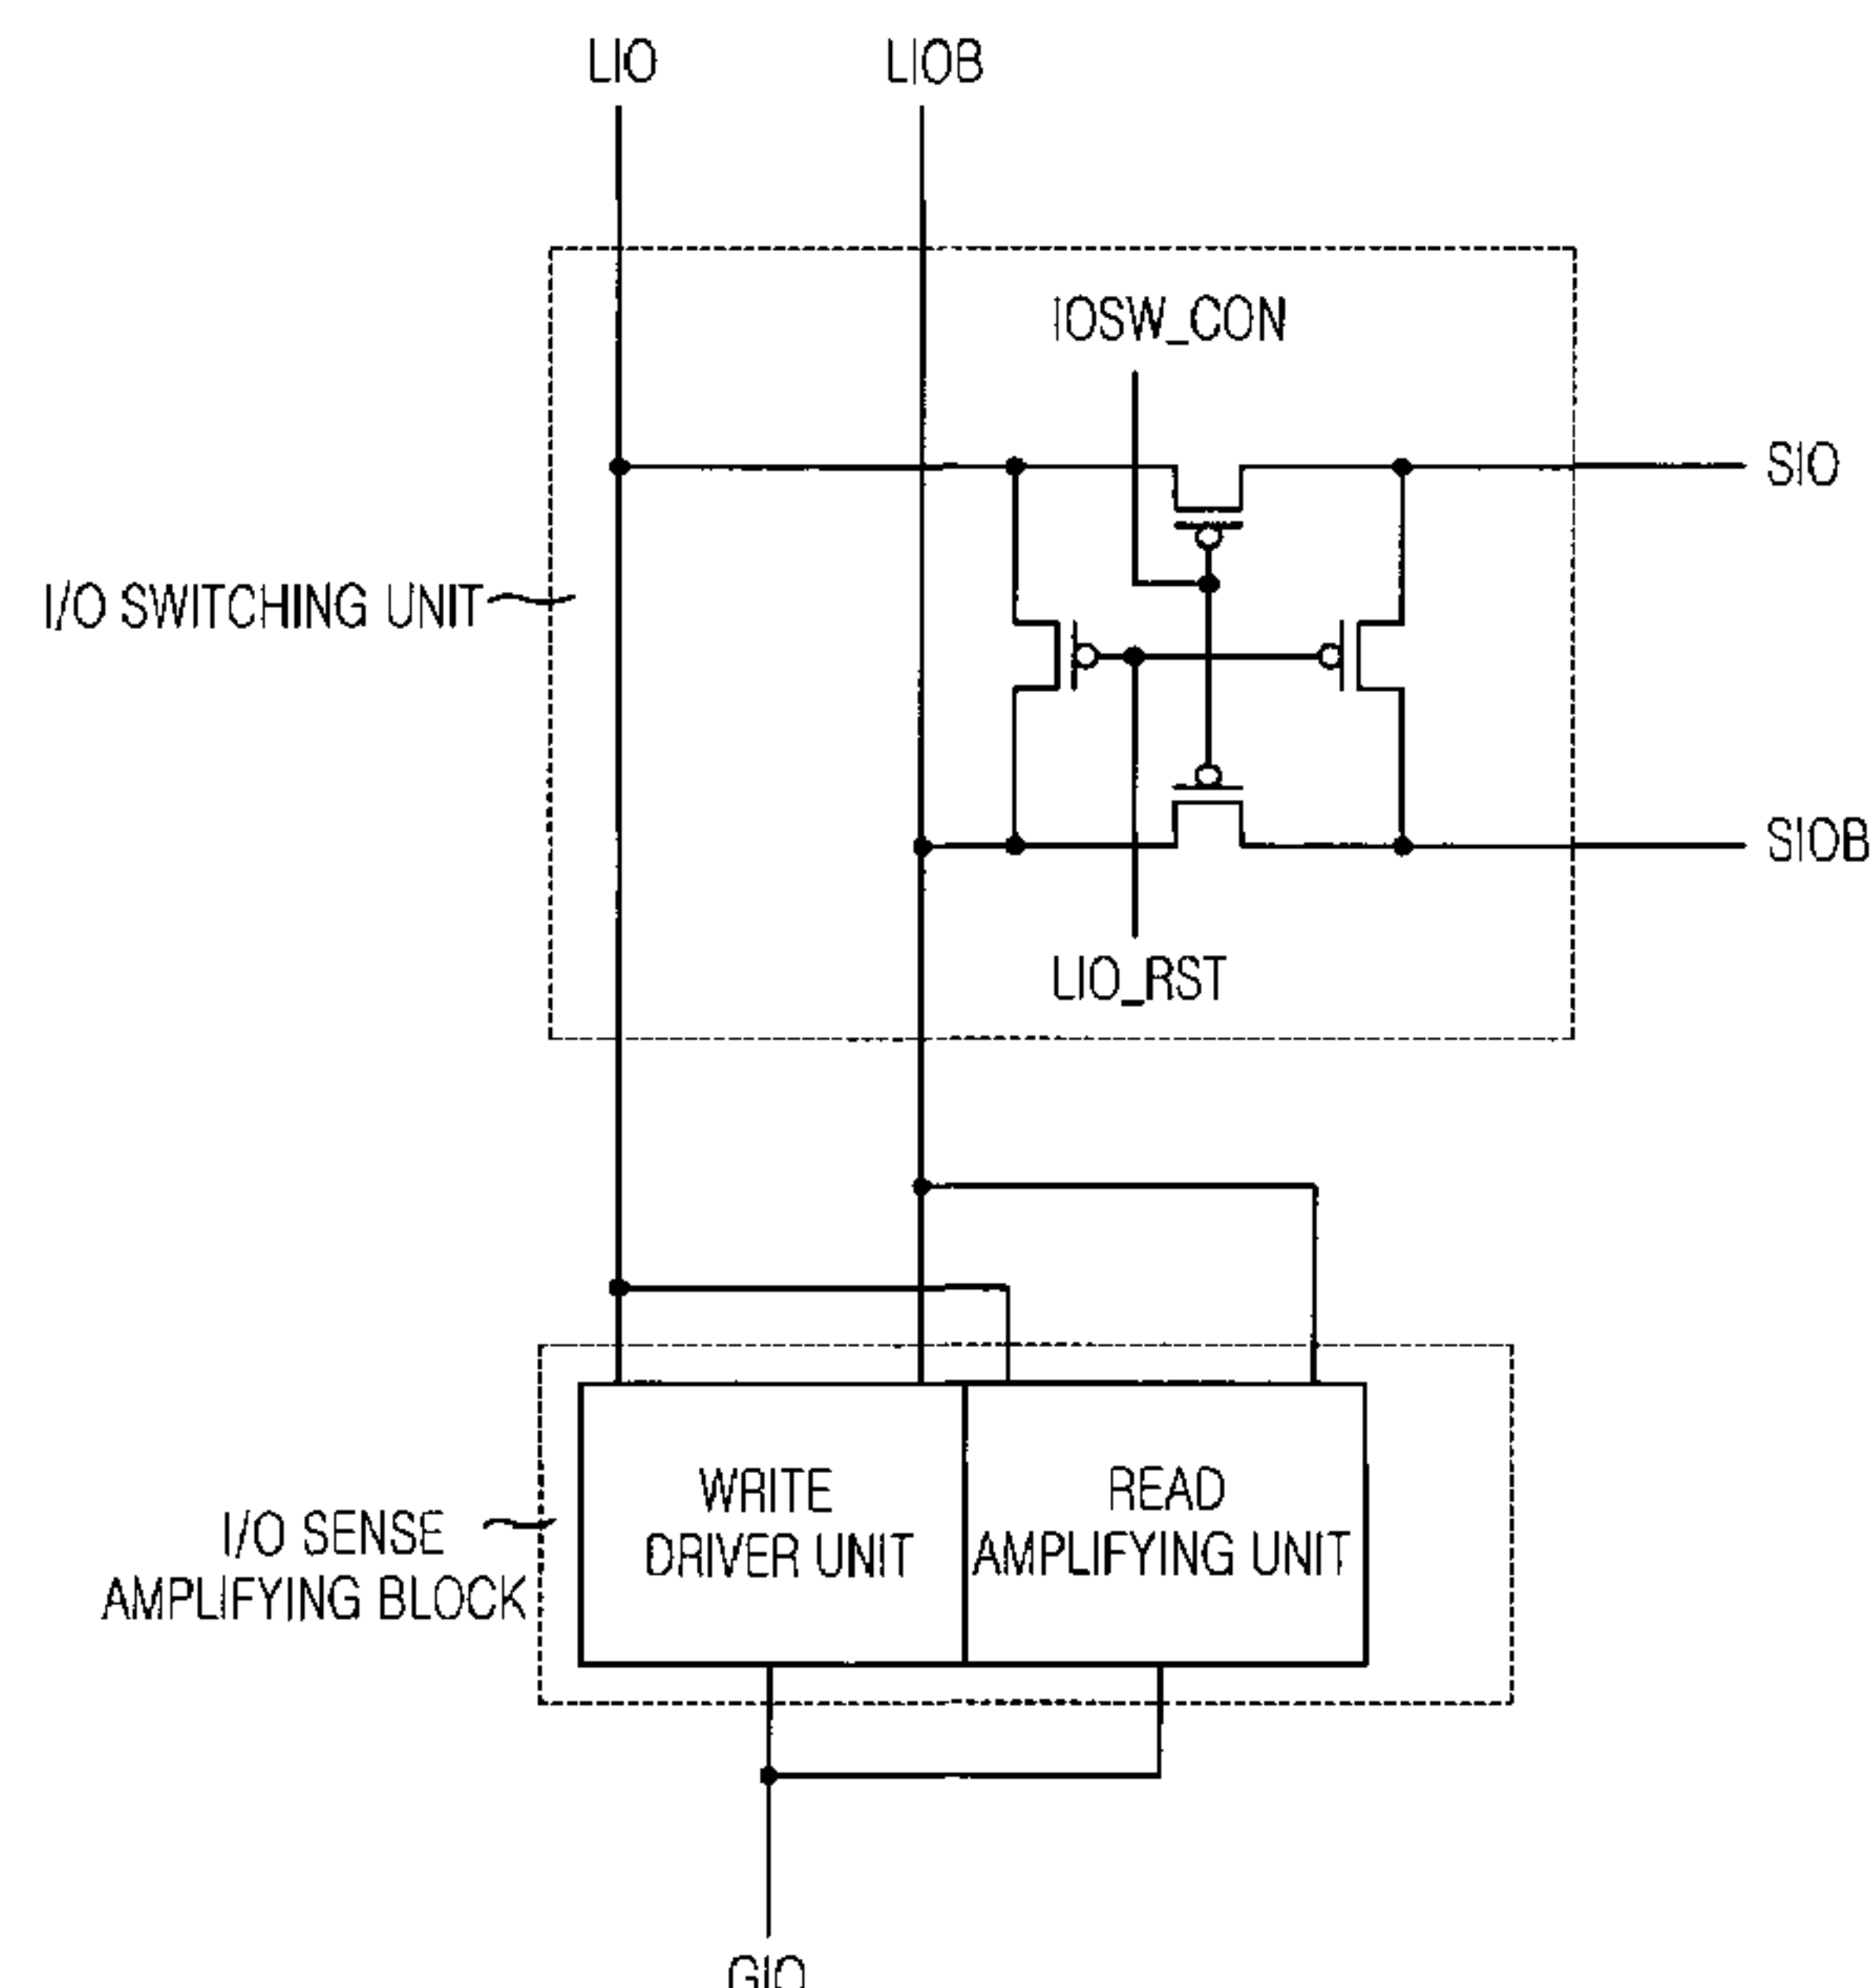 LIO
LIOB
IOSW_CON
SIO
I/O SWITCHING UNIT
SIOB
LIO_RST
WRITE
DRIVER UNIT
READ
AMPLIFYING UNIT
I/O SENSE
AMPLIFYING BLOCK
GIO